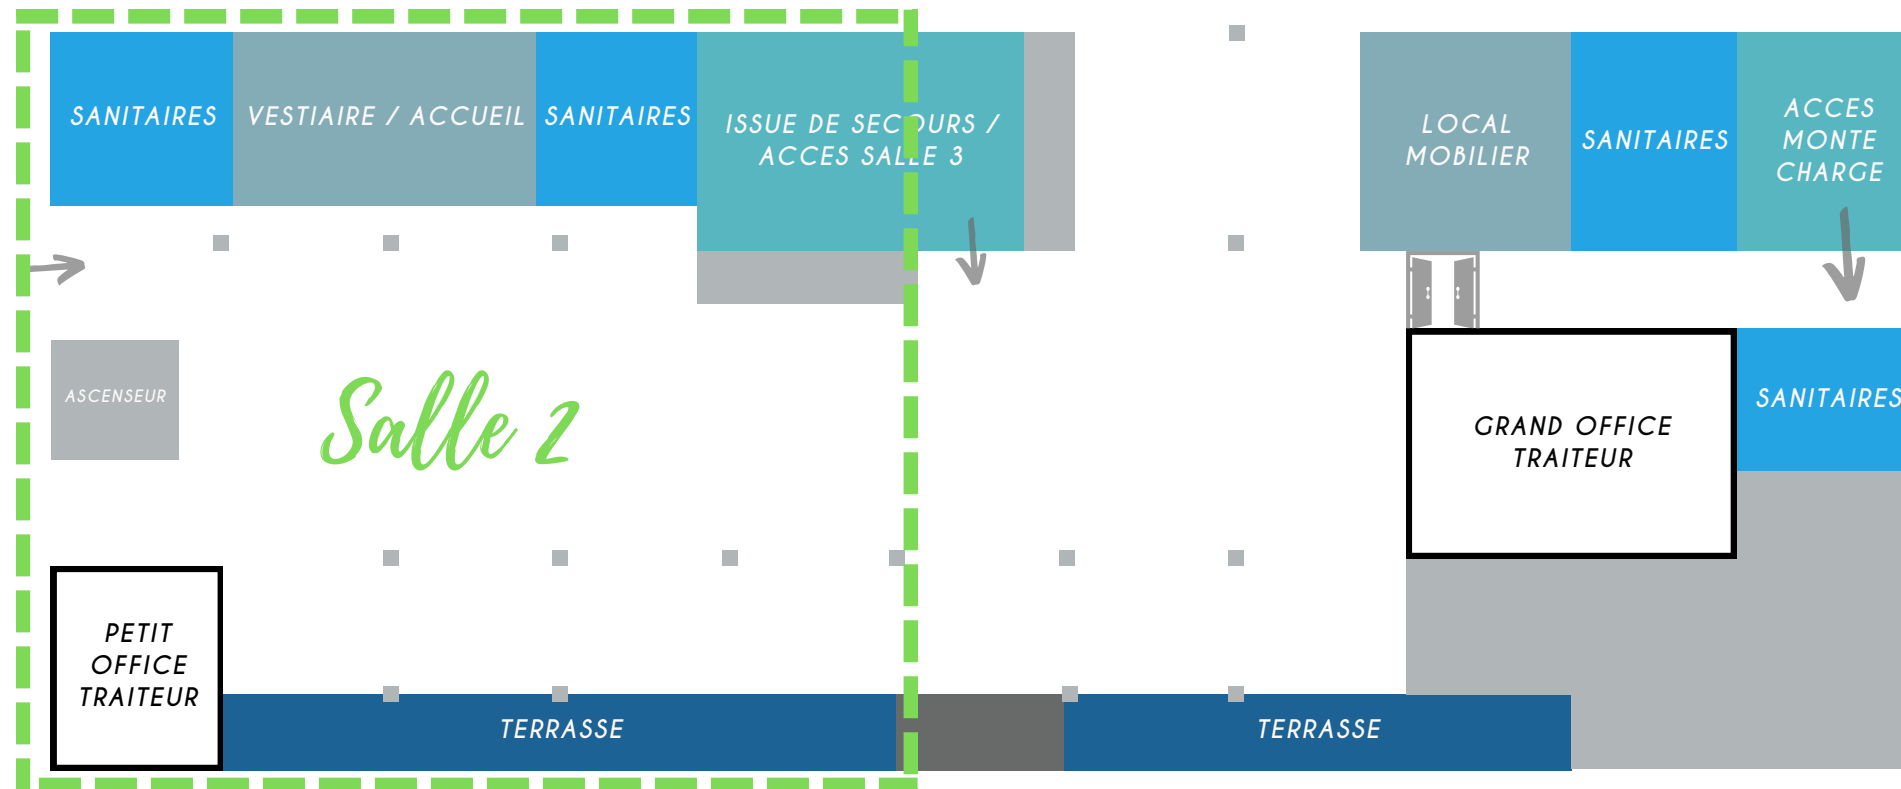 SANITAIRES
VESTIAIRE / ACCUEIL
SANITAIRES
ISSUE DE SECOURS /
ACCES SALLE 3
LOCAL
MOBILIER
SANITAIRES
ACCES
MONTE
CHARGE
ASCENSEUR
Salle 2
GRAND OFFICE
TRAITEUR
SANITAIRES
PETIT
OFFICE
TRAITEUR
TERRASSE
TERRASSE